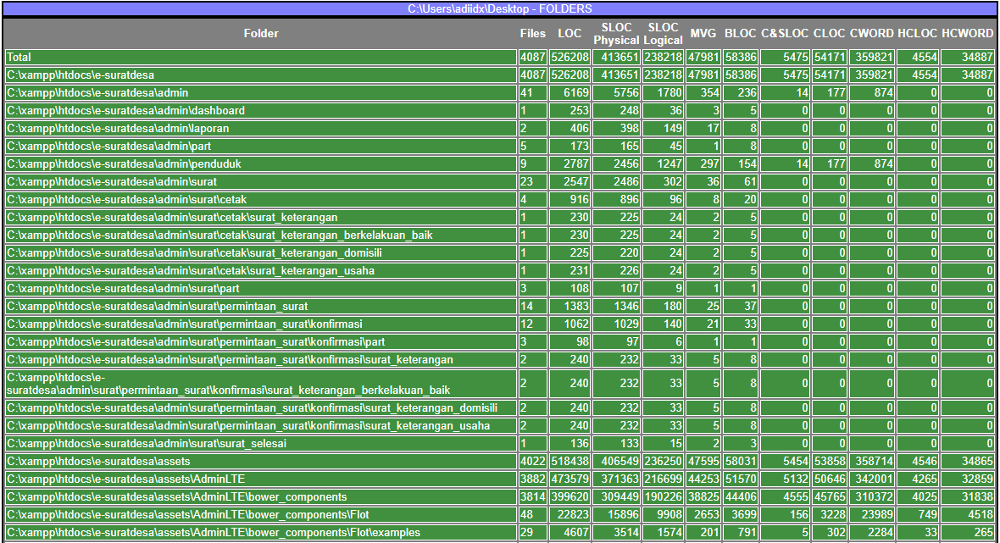 C:\Users\adiidx\Desktop - FOLDERS
Folder Files LOC SLOC Physical SLOC Logical MVG BLOC C&SLOC CLOC CWORD HCLOC HCWORD
Total 4087 526208 413651 238218 47981 58386 5475 54171 359821 4554 34887
C:\xampp\htdocs\e-suratdesa 4087 526208 413651 238218 47981 58386 5475 54171 359821 4554 34887
C:\xampp\htdocs\e-suratdesa\admin 41 6169 5756 1780 354 236 14 177 874 0 0
C:\xampp\htdocs\e-suratdesa\admin\dashboard 1 253 248 36 3 5 0 0 0 0 0
C:\xampp\htdocs\e-suratdesa\admin\laporan 2 406 398 149 17 8 0 0 0 0 0
C:\xampp\htdocs\e-suratdesa\admin\part 5 173 165 45 1 8 0 0 0 0 0
C:\xampp\htdocs\e-suratdesa\admin\penduduk 9 2787 2456 1247 297 154 14 177 874 0 0
C:\xampp\htdocs\e-suratdesa\admin\surat 23 2547 2486 302 36 61 0 0 0 0 0
C:\xampp\htdocs\e-suratdesa\admin\surat\cetak 4 916 896 96 8 20 0 0 0 0 0
C:\xampp\htdocs\e-suratdesa\admin\surat\cetak\surat_keterangan 1 230 225 24 2 5 0 0 0 0 0
C:\xampp\htdocs\e-suratdesa\admin\surat\cetak\surat_keterangan_berkelakuan_baik 1 230 225 24 2 5 0 0 0 0 0
C:\xampp\htdocs\e-suratdesa\admin\surat\cetak\surat_keterangan_domisili 1 225 220 24 2 5 0 0 0 0 0
C:\xampp\htdocs\e-suratdesa\admin\surat\cetak\surat_keterangan_usaha 1 231 226 24 2 5 0 0 0 0 0
C:\xampp\htdocs\e-suratdesa\admin\surat\part 3 108 107 9 1 1 0 0 0 0 0
C:\xampp\htdocs\e-suratdesa\admin\surat\permintaan_surat 14 1383 1346 180 25 37 0 0 0 0 0
C:\xampp\htdocs\e-suratdesa\admin\surat\permintaan_surat\konfirmasi 12 1062 1029 140 21 33 0 0 0 0 0
C:\xampp\htdocs\e-suratdesa\admin\surat\permintaan_surat\konfirmasi\part 3 98 97 6 1 1 0 0 0 0 0
C:\xampp\htdocs\e-suratdesa\admin\surat\permintaan_surat\konfirmasi\surat_keterangan 2 240 232 33 5 8 0 0 0 0 0
C:\xampp\htdocs\e-
suratdesa\admin\surat\permintaan_surat\konfirmasi\surat_keterangan_berkelakuan_baik 2 240 232 33 5 8 0 0 0 0 0
C:\xampp\htdocs\e-suratdesa\admin\surat\permintaan_surat\konfirmasi\surat_keterangan_domisili 2 240 232 33 5 8 0 0 0 0 0
C:\xampp\htdocs\e-suratdesa\admin\surat\permintaan_surat\konfirmasi\surat_keterangan_usaha 2 240 232 33 5 8 0 0 0 0 0
C:\xampp\htdocs\e-suratdesa\admin\surat\surat_selesai 1 136 133 15 2 3 0 0 0 0 0
C:\xampp\htdocs\e-suratdesa\assets 4022 518438 406549 236250 47595 58031 5454 53858 358714 4546 34865
C:\xampp\htdocs\e-suratdesa\assets\AdminLTE 3882 473579 371363 216699 44253 51570 5132 50646 342001 4265 32859
C:\xampp\htdocs\e-suratdesa\assets\AdminLTE\bower_components 3814 399620 309449 190226 38825 44406 4555 45765 310372 4025 31838
C:\xampp\htdocs\e-suratdesa\assets\AdminLTE\bower_components\Flot 48 22823 15896 9908 2653 3699 156 3228 23989 749 4518
C:\xampp\htdocs\e-suratdesa\assets\AdminLTE\bower_components\Flot\examples 29 4607 3514 1574 201 791 5 302 2284 33 265